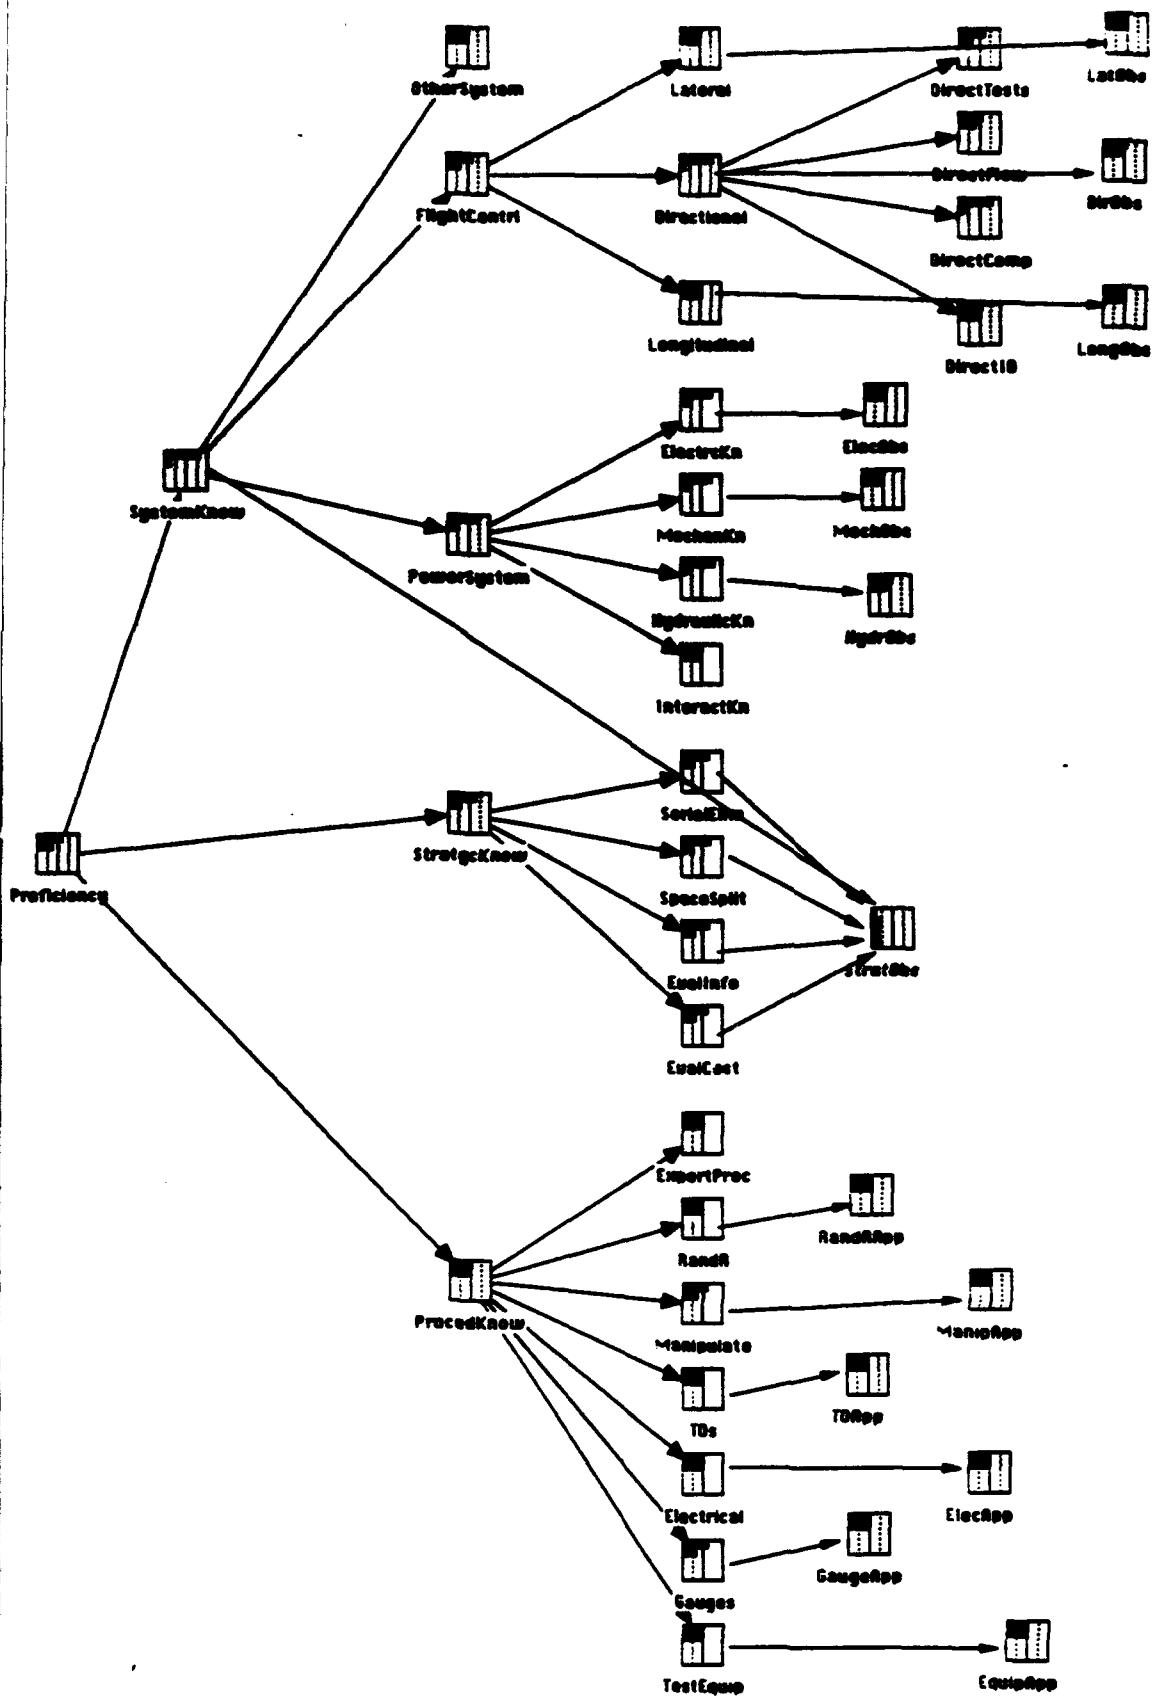 OtherSystem
Lateral
DirectTests
LatObs
FlightContrl
Directional
DirectFlow
DirObs
DirectComp
Longitudinal
DirectIO
LongObs
ElectrcKn
ElecObs
SystemKnow
MechanKn
MechObs
PowerSystem
HydraulicKn
HydrObs
InteractKn
SerialElim
StratgcKnow
Proficiency
SpaceSplit
StratObs
EvalInfo
EvalCost
ExpertProc
RandR
RandRApp
ProcedKnow
Manipulate
ManipApp
TOs
TOApp
Electrical
ElecApp
Gauges
GaugeApp
TestEquip
EquipApp